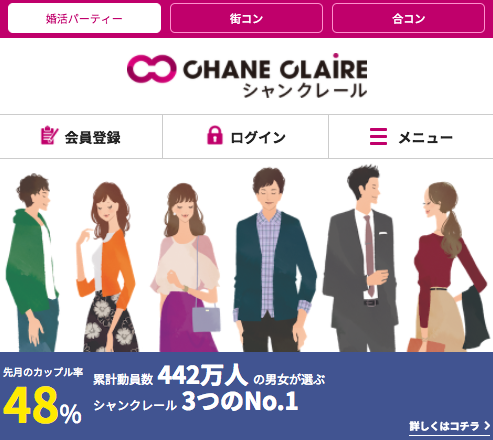 婚活パーティー
街コン
合コン
CHANE CLAIRE
シャンクレール
会員登録
ログイン
メニュー
先月のカップル率
48%
累計動員数 442万人 の男女が選ぶ
シャンクレール 3つのNo.1
詳しくはコチラ